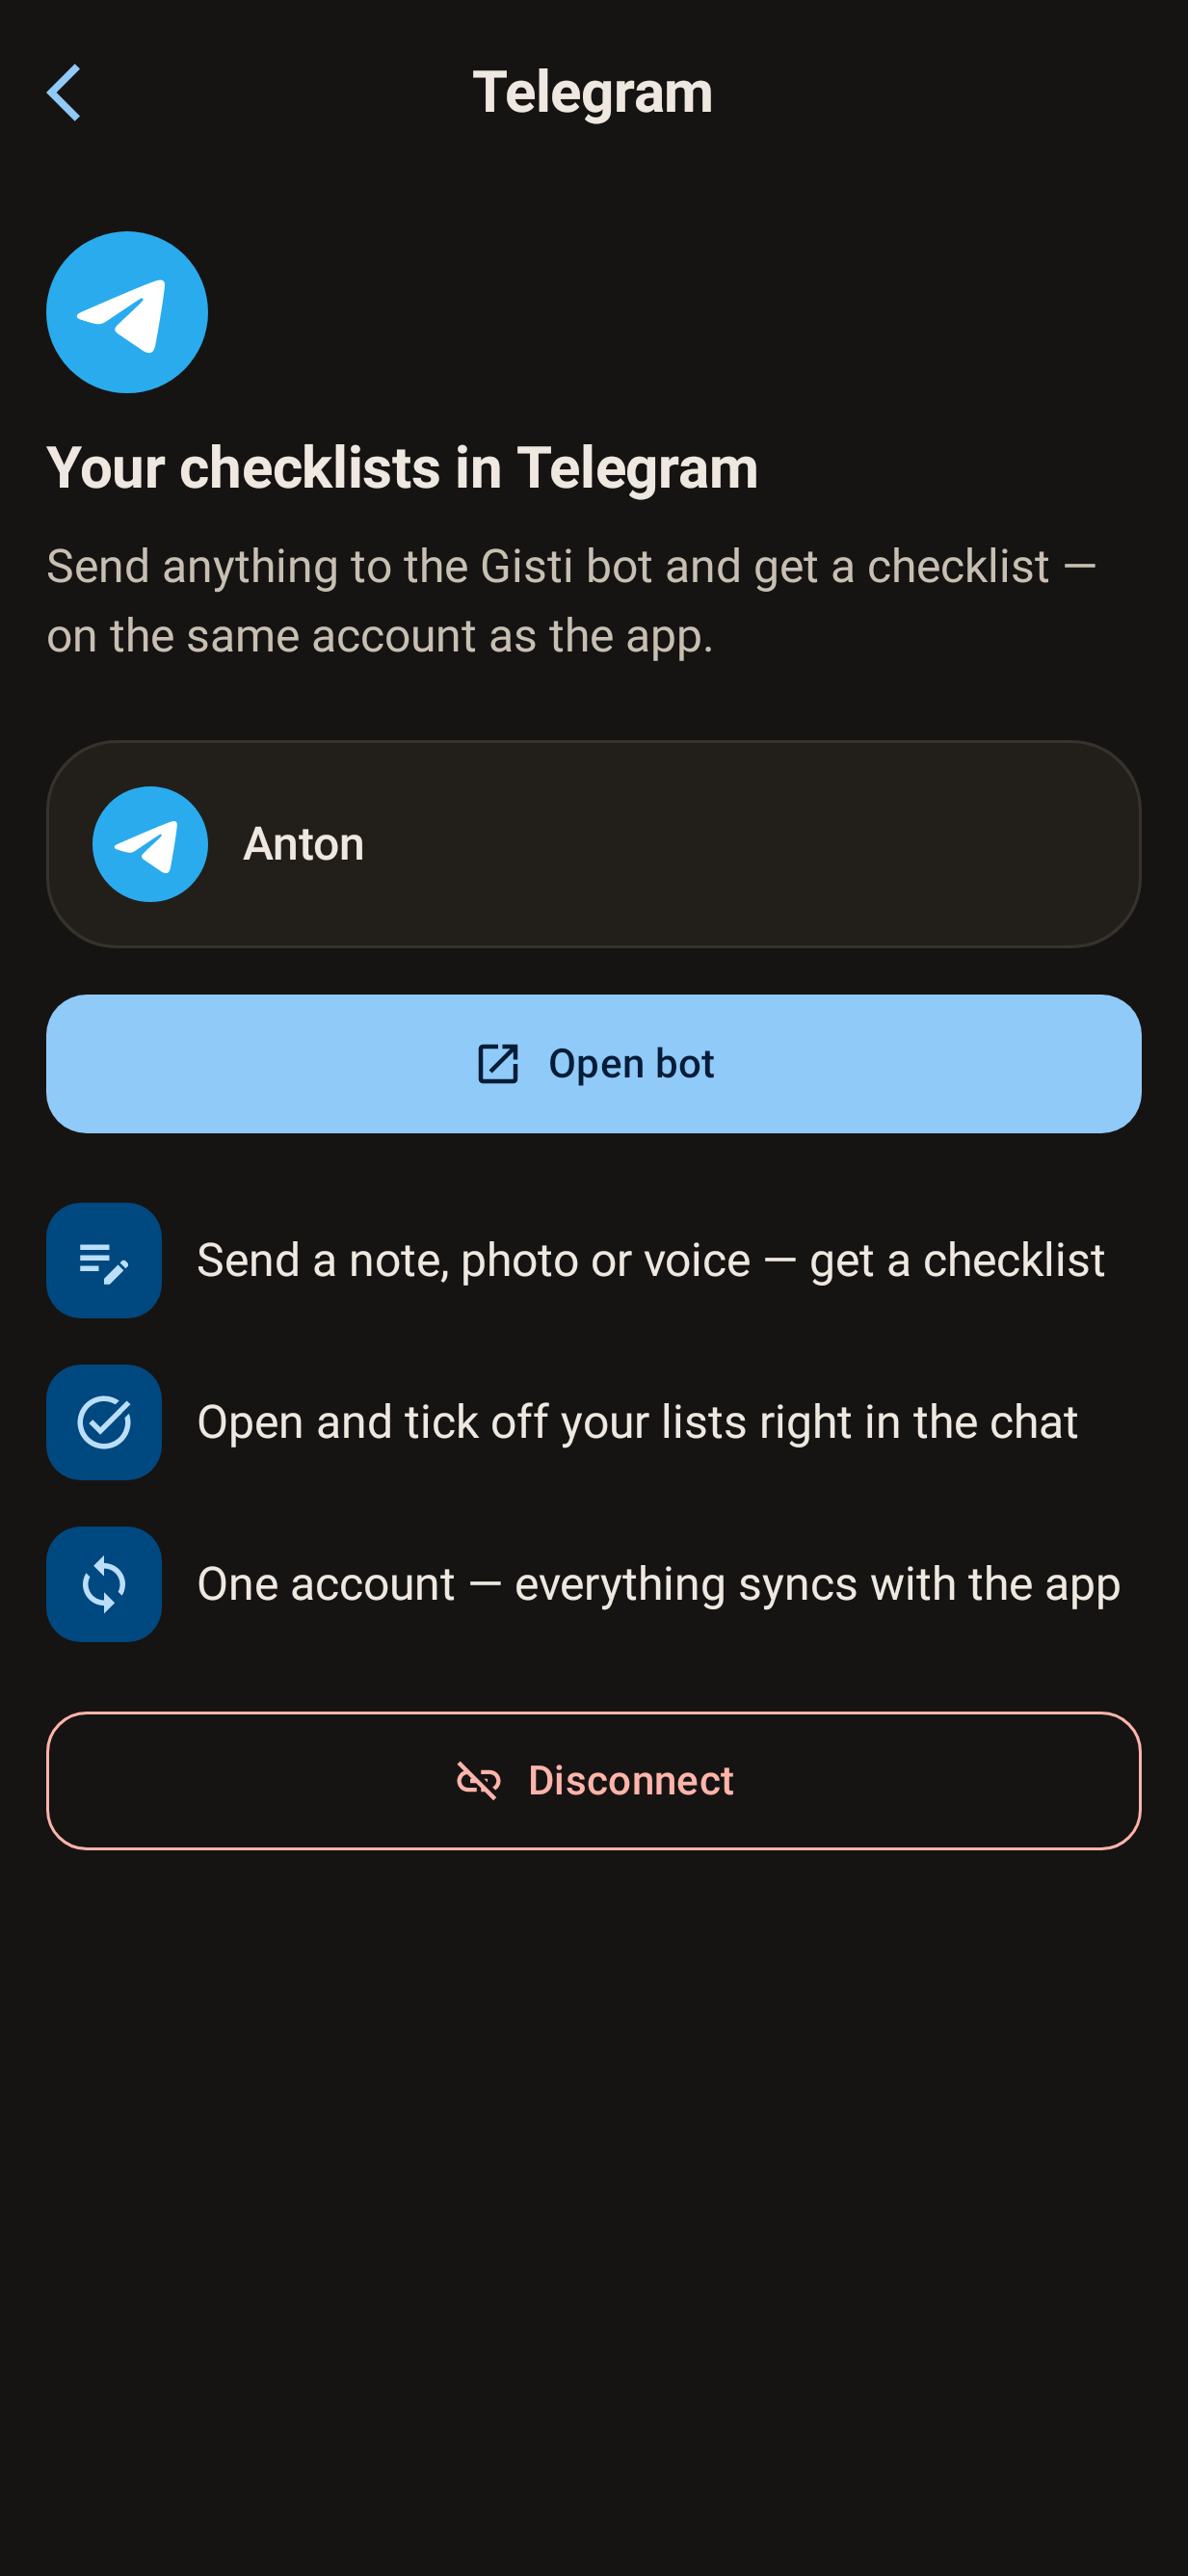 Telegram
Your checklists in Telegram
Send anything to the Gisti bot and get a checklist —
on the same account as the app.
Anton
Open bot
Send a note, photo or voice — get a checklist
Open and tick off your lists right in the chat
One account — everything syncs with the app
Disconnect